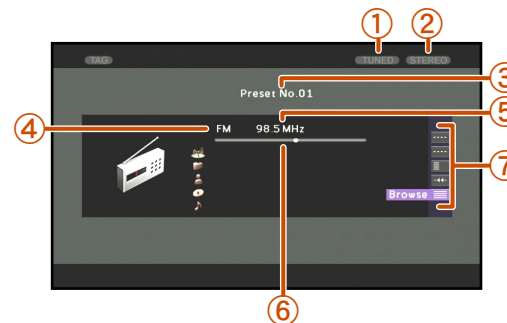 ① ②
TAG TUNED STEREO
③
Preset No.01
⑤
④ FM 98.5 MHz
⑦
Browse
⑥